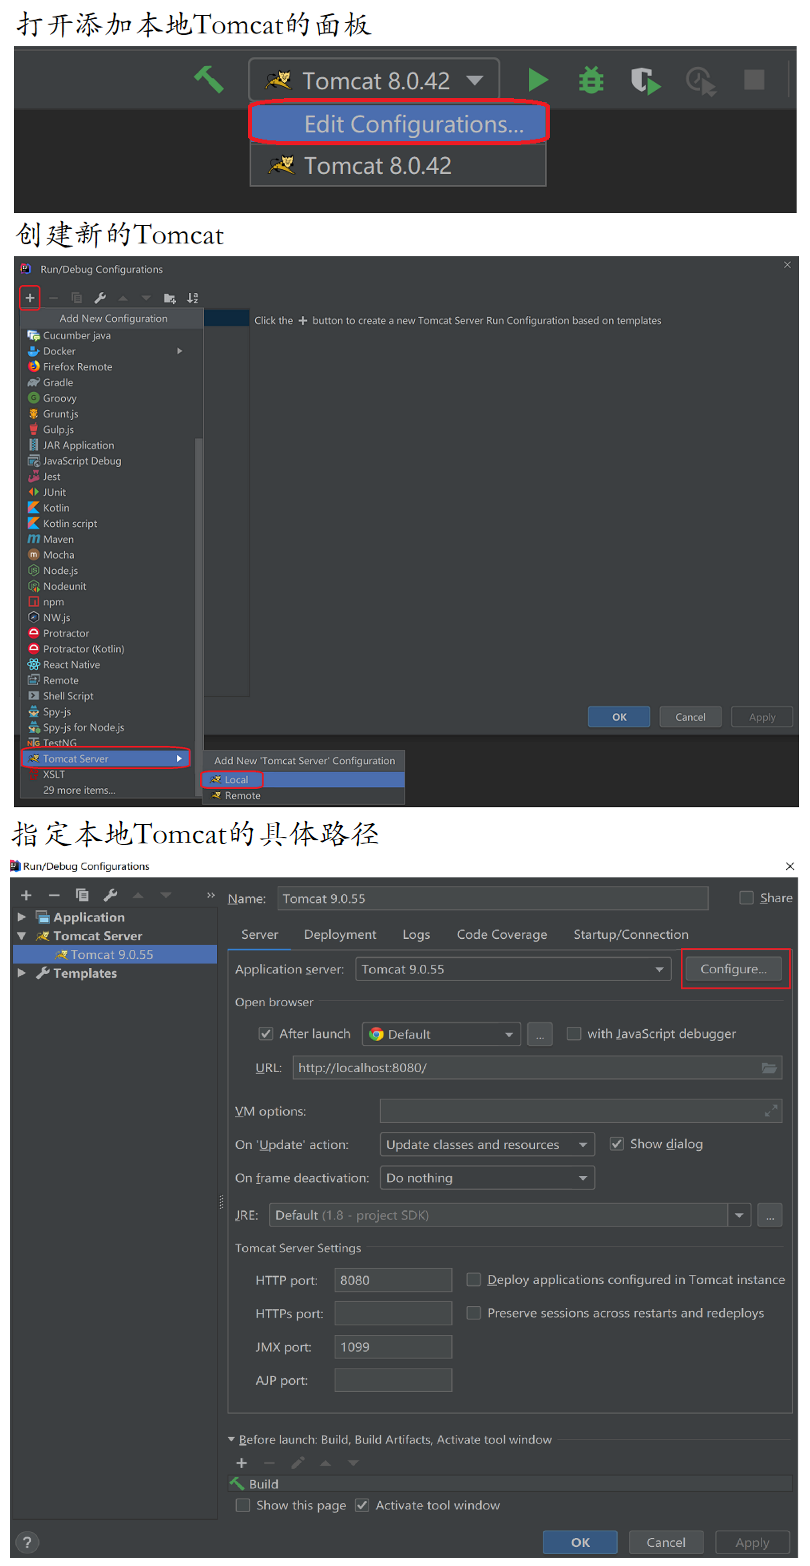 打开添加本地Tomcat的面板
Tomcat 8.0.42
Edit Configurations...
Tomcat 8.0.42
创建新的Tomcat
Run/Debug Configurations
Add New Configuration
Click the + button to create a new Tomcat Server Run Configuration based on templates
Cucumber java
Docker
Firefox Remote
Gradle
Groovy
Grunt.js
Gulp.js
JAR Application
JavaScript Debug
Jest
JUnit
Kotlin
Kotlin script
Maven
Mocha
Node.js
Nodeunit
npm
NW.js
Protractor
Protractor (Kotlin)
React Native
Remote
Shell Script
Spy-js
Spy-js for Node.js
TestNG
Tomcat Server
XSLT
29 more items...
OK Cancel Apply
Add New 'Tomcat Server' Configuration
Local
Remote
指定本地Tomcat的具体路径
Run/Debug Configurations
Application
Tomcat Server
Tomcat 9.0.55
Templates
Name: Tomcat 9.0.55 Share
Server Deployment Logs Code Coverage Startup/Connection
Application server: Tomcat 9.0.55 Configure...
Open browser
After launch Default ... with JavaScript debugger
URL: http://localhost:8080/
VM options:
On 'Update' action: Update classes and resources Show dialog
On frame deactivation: Do nothing
JRE: Default (1.8 - project SDK) ...
Tomcat Server Settings
HTTP port: 8080 Deploy applications configured in Tomcat instance
HTTPs port: Preserve sessions across restarts and redeploys
JMX port: 1099
AJP port:
Before launch: Build, Build Artifacts, Activate tool window
Build
Show this page Activate tool window
? OK Cancel Apply